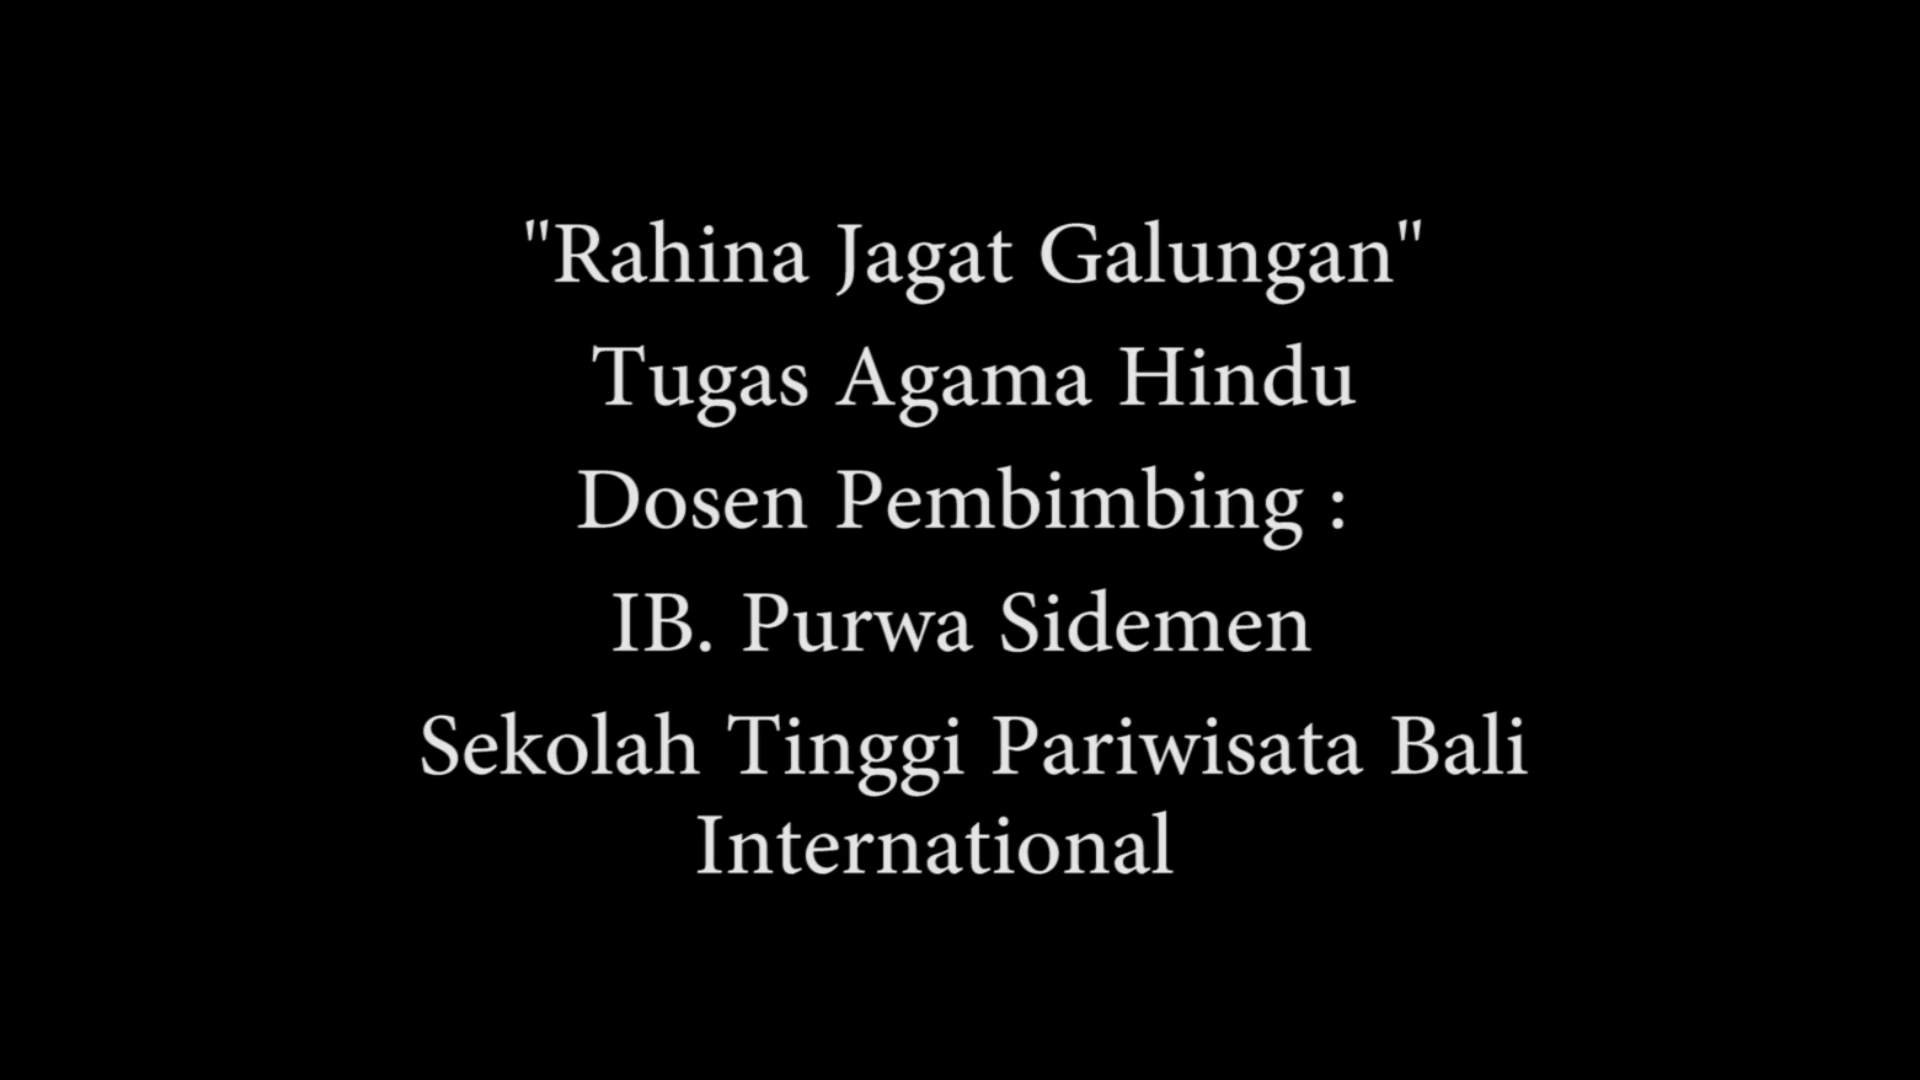 "Rahina Jagat Galungan"
Tugas Agama Hindu
Dosen Pembimbing :
IB. Purwa Sidemen
Sekolah Tinggi Pariwisata Bali
International